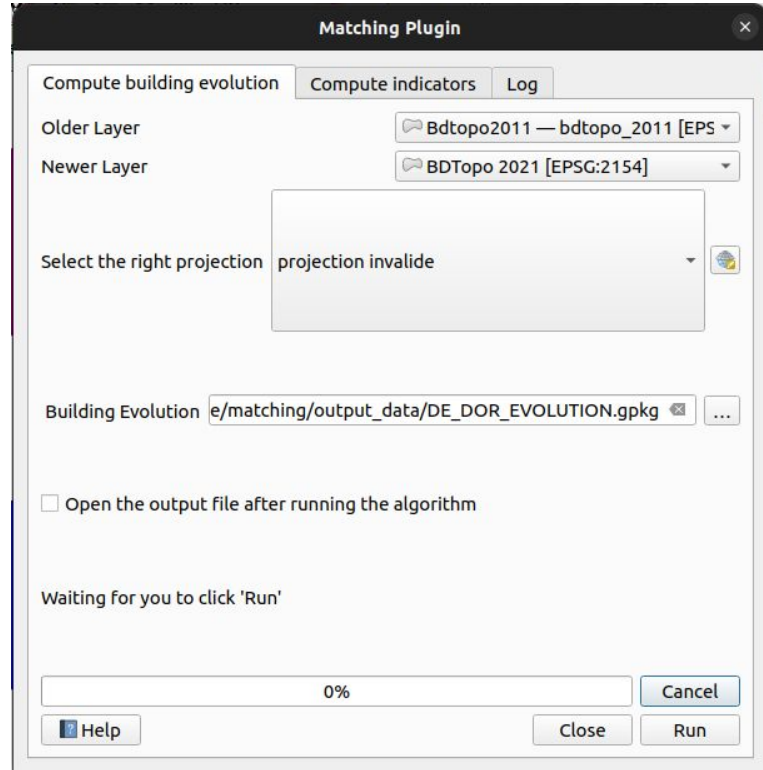 Matching Plugin
Compute building evolution Compute indicators Log
Older Layer Bdtopo2011 — bdtopo_2011 [EPS
Newer Layer BDTopo 2021 [EPSG:2154]
Select the right projection projection invalide
Building Evolution e/matching/output_data/DE_DOR_EVOLUTION.gpkg ...
Open the output file after running the algorithm
Waiting for you to click 'Run'
0% Cancel
Help Close Run